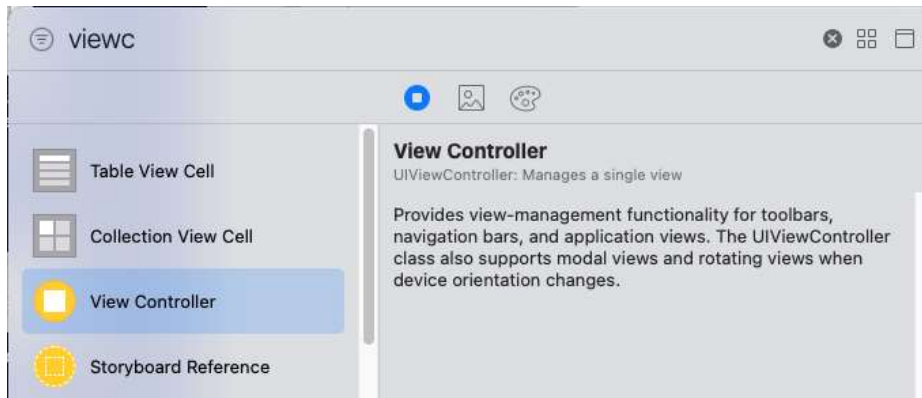 viewc
Table View Cell
Collection View Cell
View Controller
Storyboard Reference
View Controller
UIViewController: Manages a single view
Provides view-management functionality for toolbars,
navigation bars, and application views. The UIViewController
class also supports modal views and rotating views when
device orientation changes.